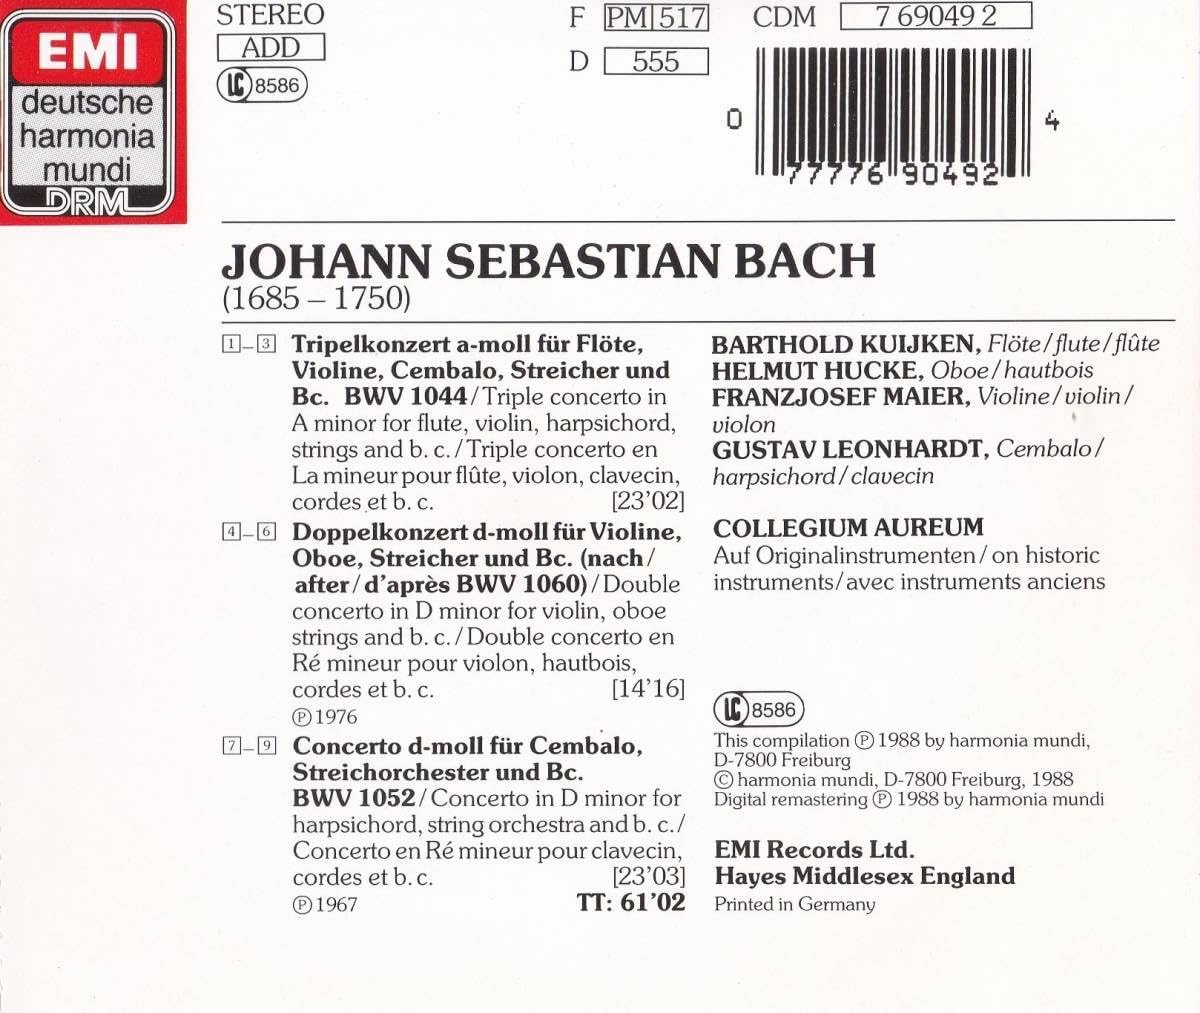 EMI
deutsche
harmonia
mundi
DRM
STEREO
ADD
LC 8586
F PM 517
D 555
CDM 7 69049 2
0 77776 90492 4
JOHANN SEBASTIAN BACH
(1685 – 1750)
1–3 Tripelkonzert a-moll für Flöte,
Violine, Cembalo, Streicher und
Bc. BWV 1044 / Triple concerto in
A minor for flute, violin, harpsichord,
strings and b. c. / Triple concerto en
La mineur pour flûte, violon, clavecin,
cordes et b. c. [23'02]
4–6 Doppelkonzert d-moll für Violine,
Oboe, Streicher und Bc. (nach /
after / d'après BWV 1060) / Double
concerto in D minor for violin, oboe
strings and b. c. / Double concerto en
Ré mineur pour violon, hautbois,
cordes et b. c. [14'16]
Ⓟ 1976
7–9 Concerto d-moll für Cembalo,
Streichorchester und Bc.
BWV 1052 / Concerto in D minor for
harpsichord, string orchestra and b. c. /
Concerto en Ré mineur pour clavecin,
cordes et b. c. [23'03]
Ⓟ 1967 TT: 61'02
BARTHOLD KUIJKEN, Flöte / flute / flûte
HELMUT HUCKE, Oboe / hautbois
FRANZJOSEF MAIER, Violine / violin /
violon
GUSTAV LEONHARDT, Cembalo /
harpsichord / clavecin
COLLEGIUM AUREUM
Auf Originalinstrumenten / on historic
instruments / avec instruments anciens
LC 8586
This compilation Ⓟ 1988 by harmonia mundi,
D-7800 Freiburg
© harmonia mundi, D-7800 Freiburg, 1988
Digital remastering Ⓟ 1988 by harmonia mundi
EMI Records Ltd.
Hayes Middlesex England
Printed in Germany